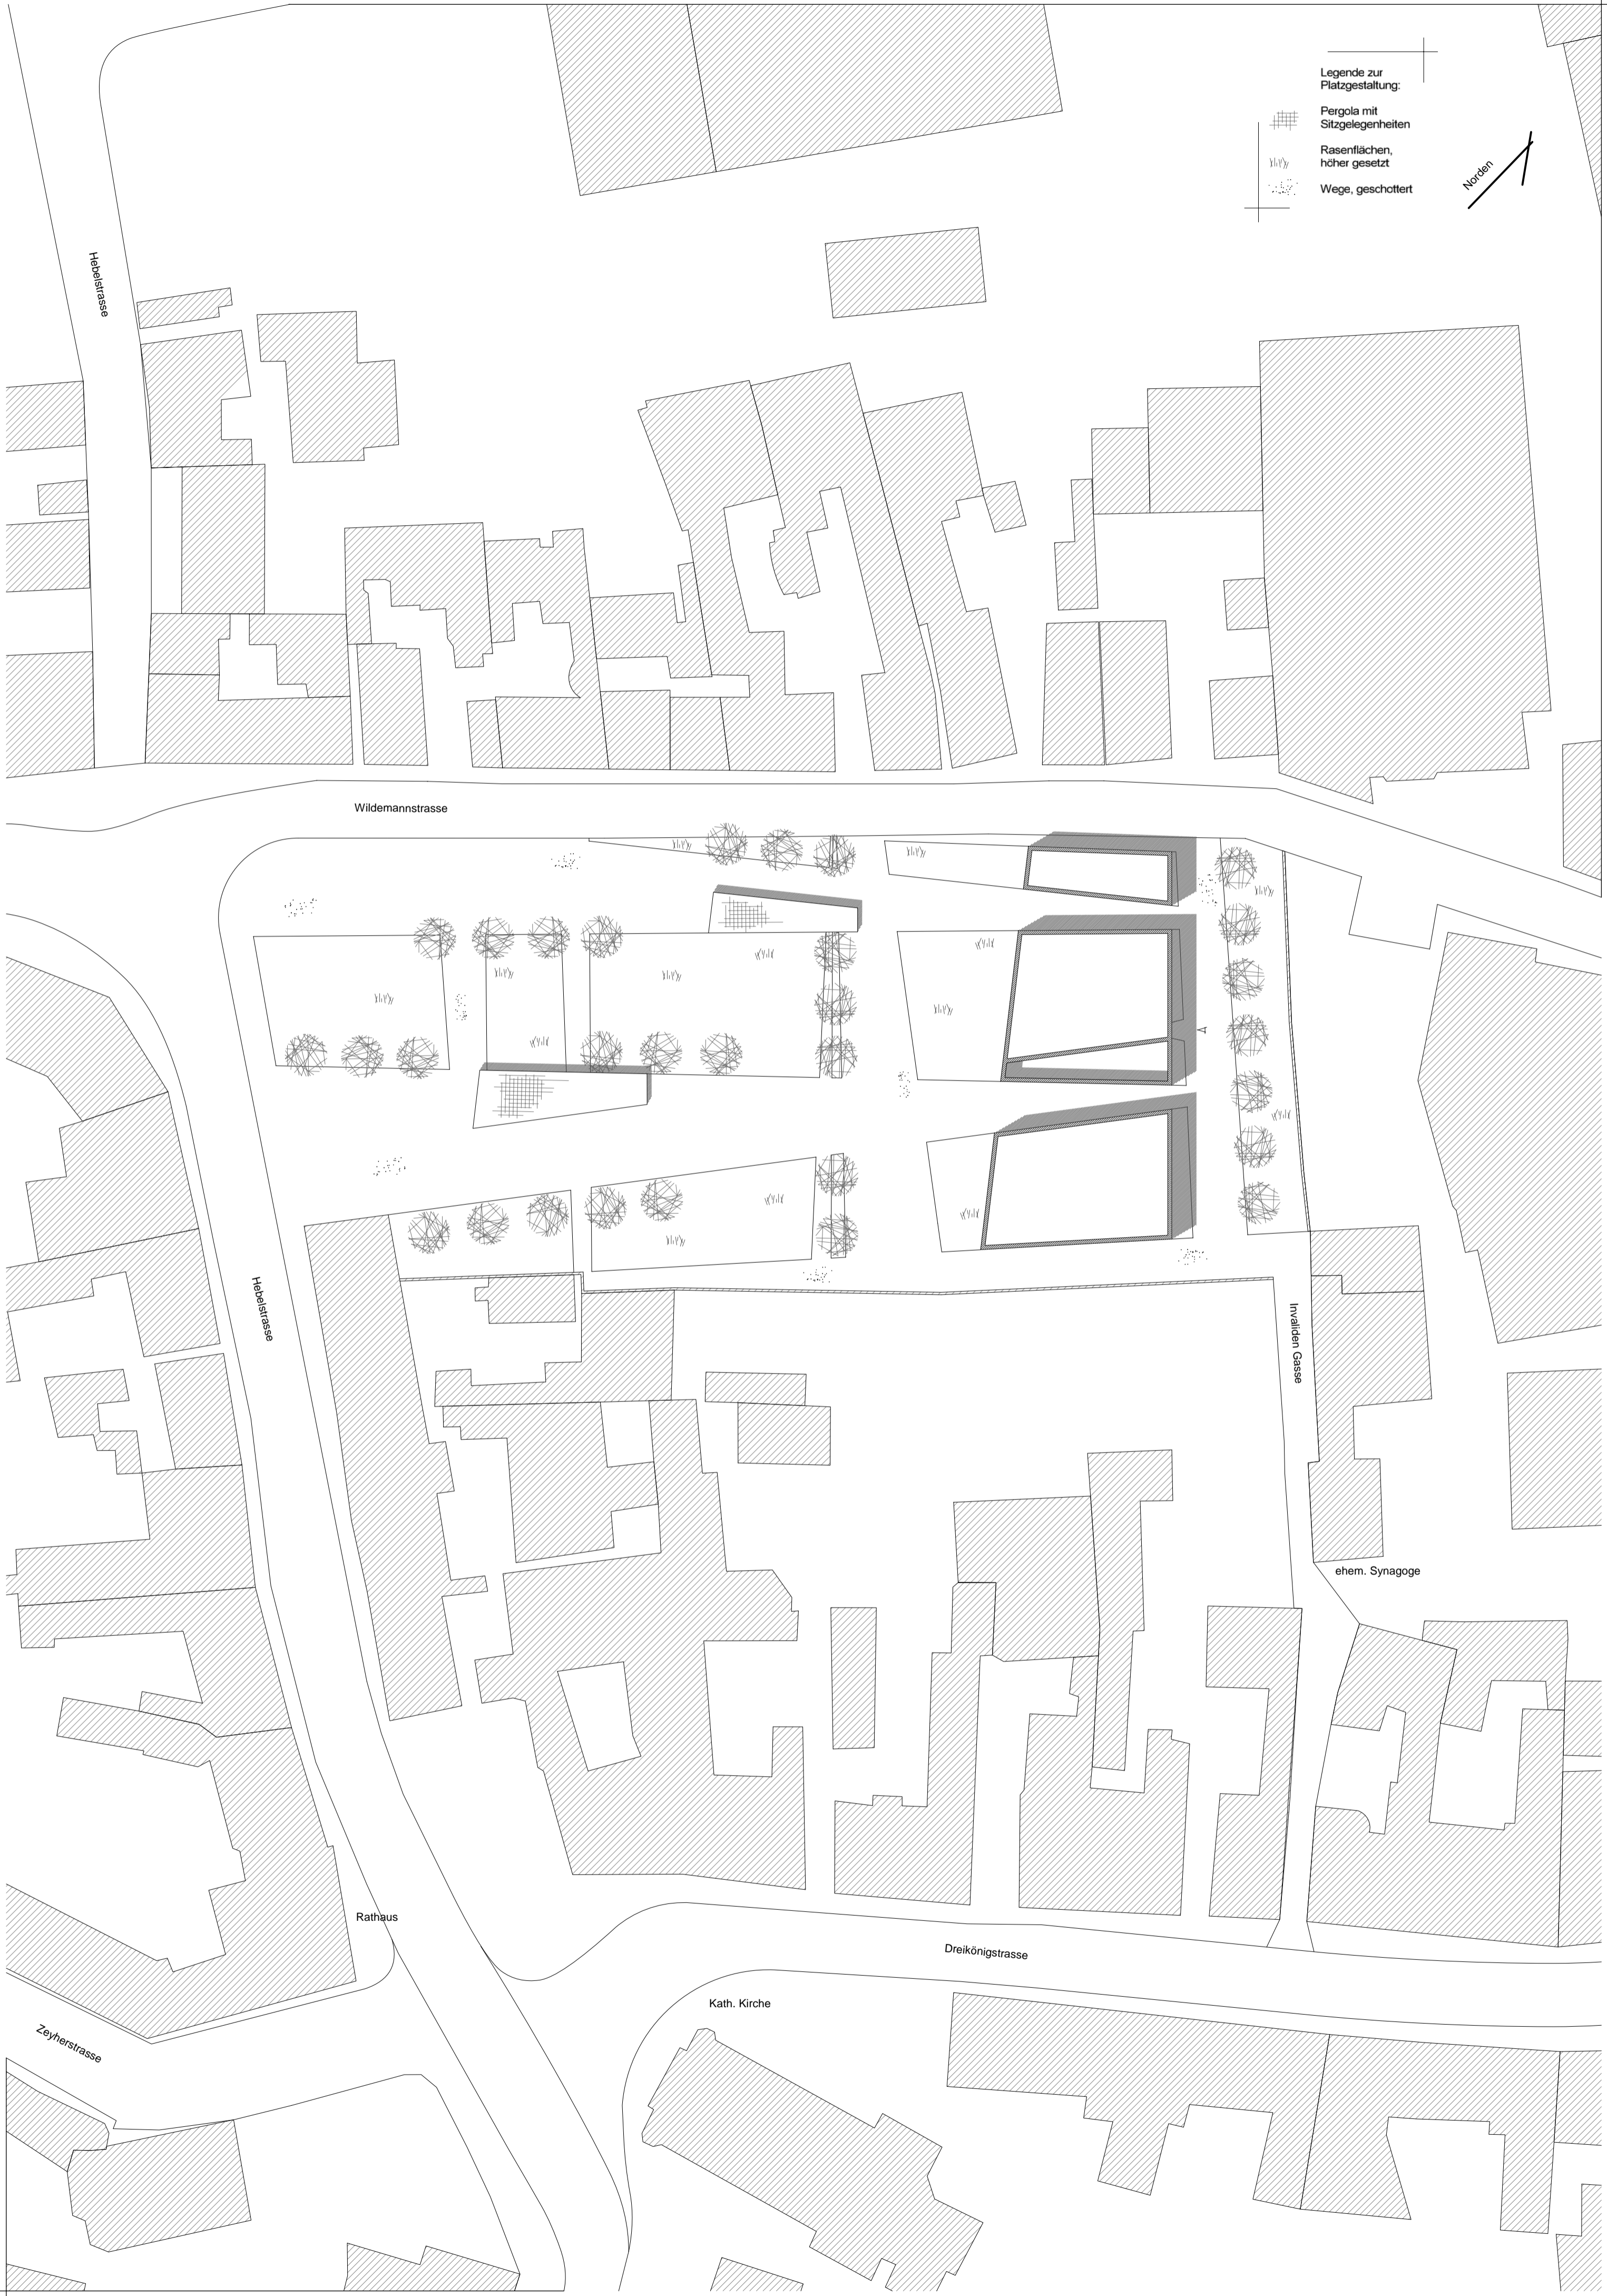 Legende zur
Platzgestaltung:
Pergola mit
Sitzgelegenheiten
Rasenflächen,
höher gesetzt
Wege, geschottert
Norden
Hebelstrasse
Wildemannstrasse
Hebelstrasse
Invaliden Gasse
ehem. Synagoge
Rathaus
Dreikönigstrasse
Kath. Kirche
Zeyherstrasse